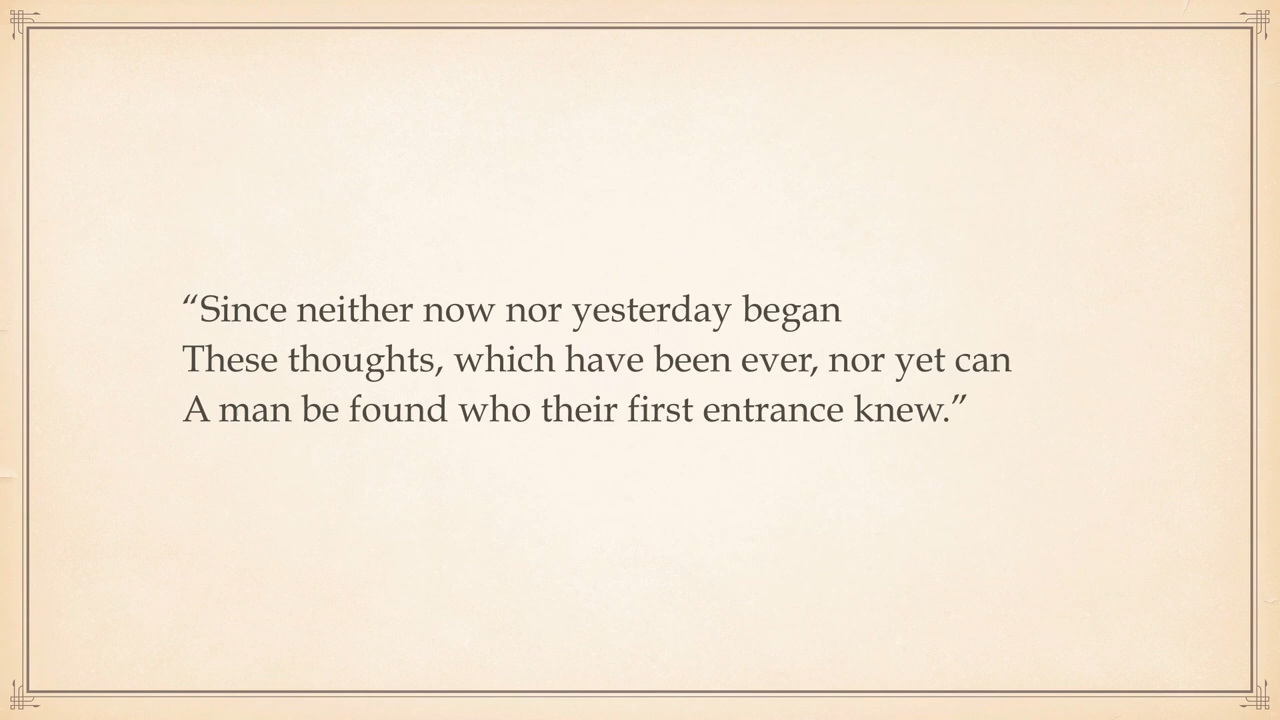 “Since neither now nor yesterday began
These thoughts, which have been ever, nor yet can
A man be found who their first entrance knew.”